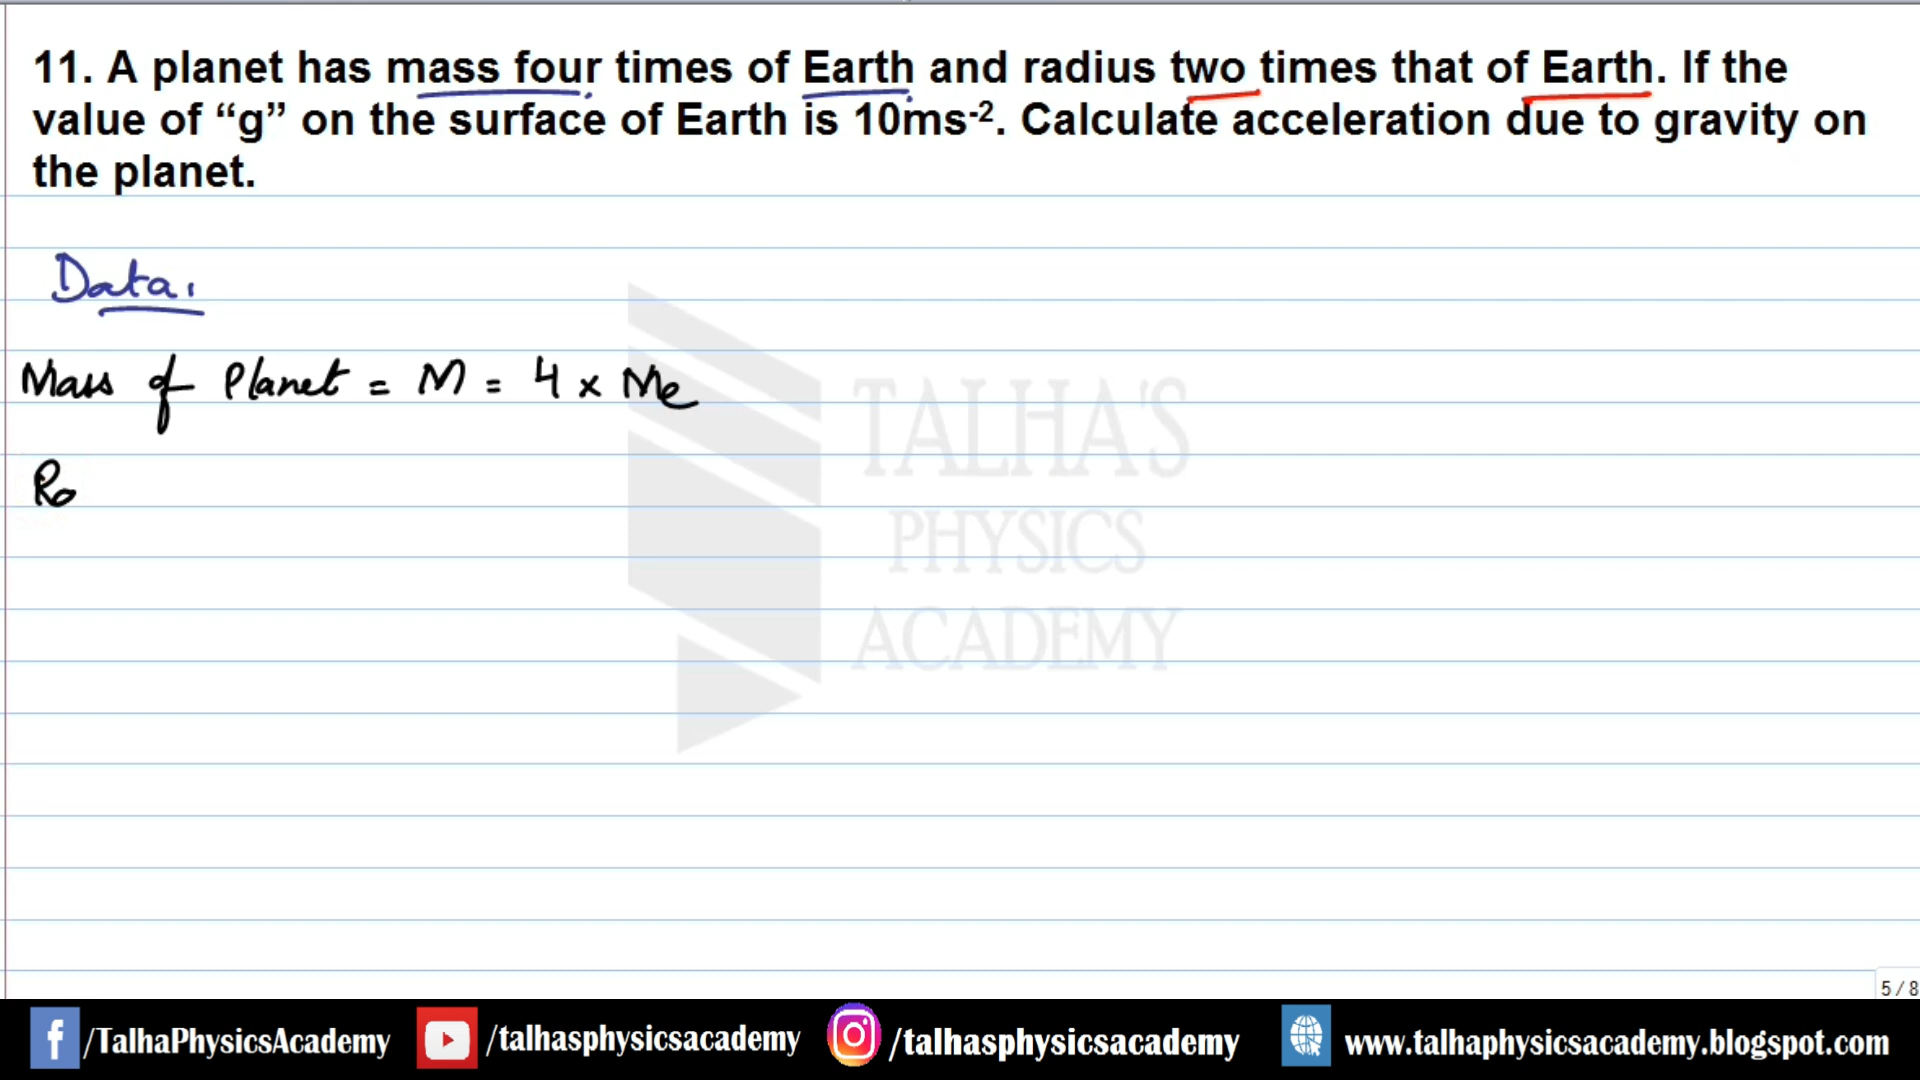 11. A planet has mass four times of Earth and radius two times that of Earth. If the
value of “g” on the surface of Earth is 10ms-2. Calculate acceleration due to gravity on
the planet.
Data:
Mass of Planet = M = 4 x Me
Ra
TALHA'S
PHYSICS
ACADEMY
5 / 8
/TalhaPhysicsAcademy
/talhasphysicsacademy
/talhasphysicsacademy
www.talhaphysicsacademy.blogspot.com